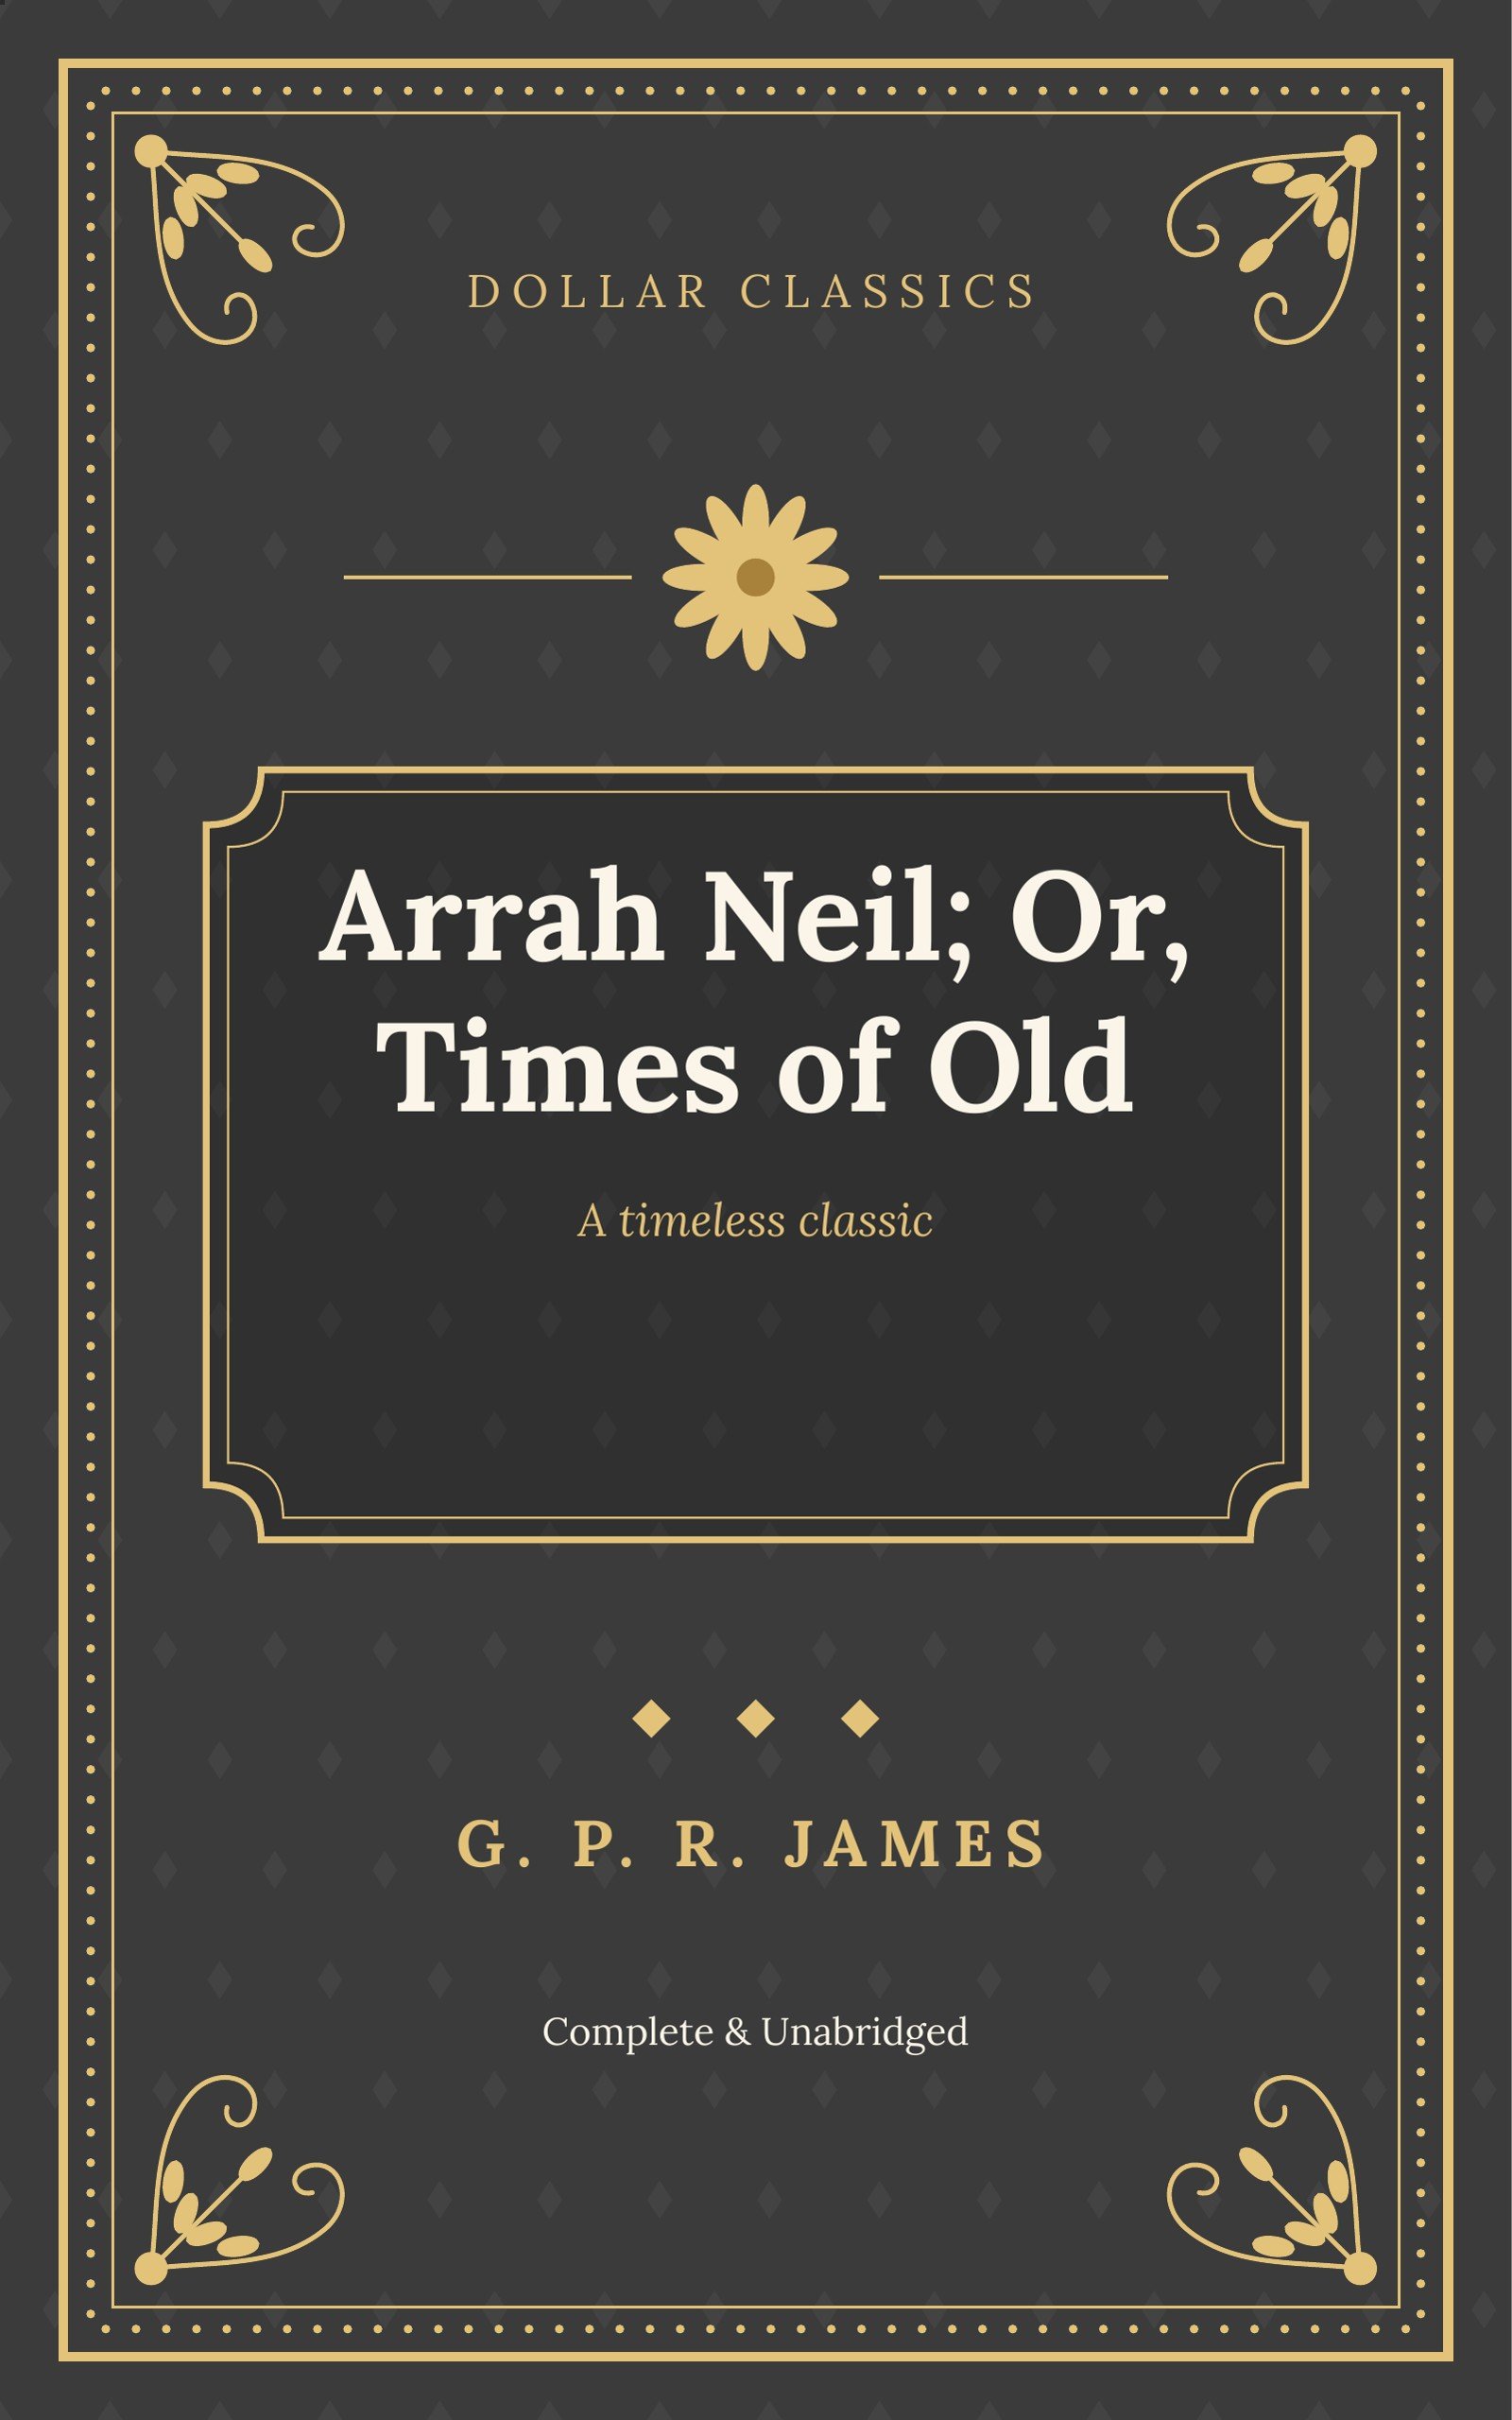 DOLLAR CLASSICS
Arrah Neil; Or,
Times of Old
A timeless classic
G. P. R. JAMES
Complete & Unabridged